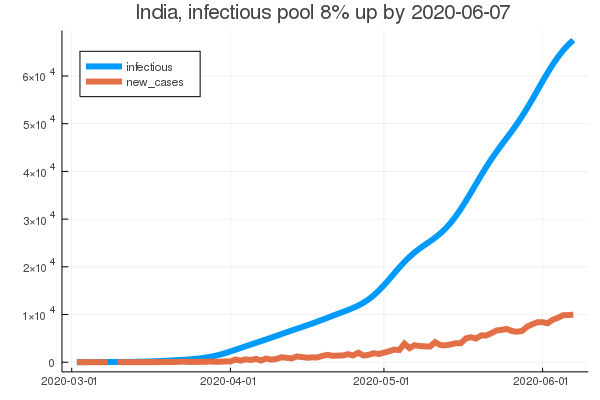 India, infectious pool 8% up by 2020-06-07
infectious
new_cases
6×10 4
5×10 4
4×10 4
3×10 4
2×10 4
1×10 4
0
2020-03-01 2020-04-01 2020-05-01 2020-06-01